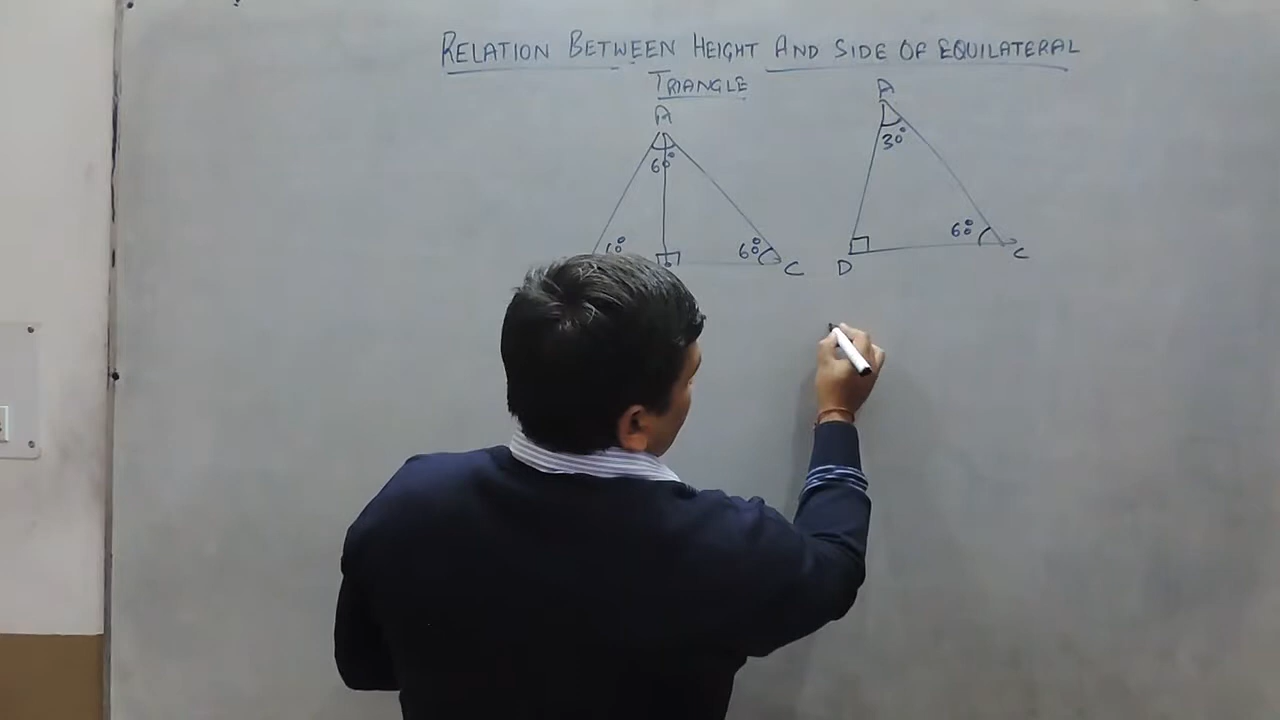 RELATION BETWEEN HEIGHT AND SIDE OF EQUILATERAL
TRIANGLE
A
60°
60°
C
A
30°
60°
D
C